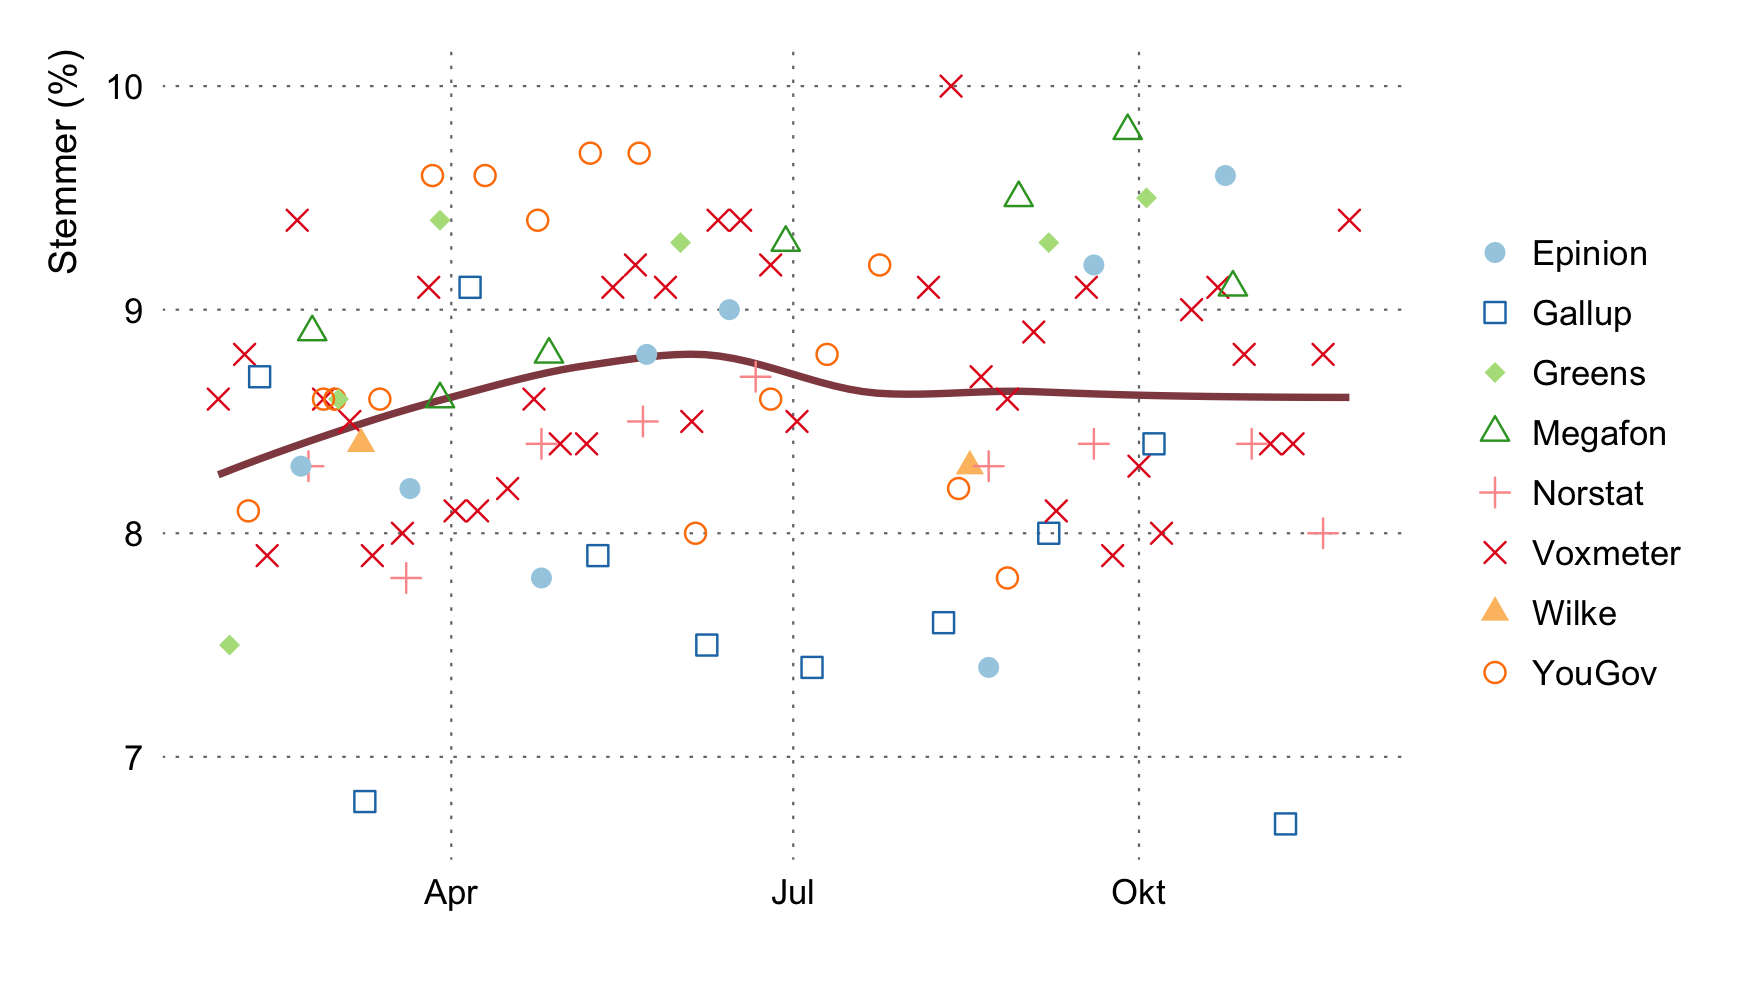 Stemmer (%)
10
9
8
7
Apr
Jul
Okt
Epinion
Gallup
Greens
Megafon
Norstat
Voxmeter
Wilke
YouGov